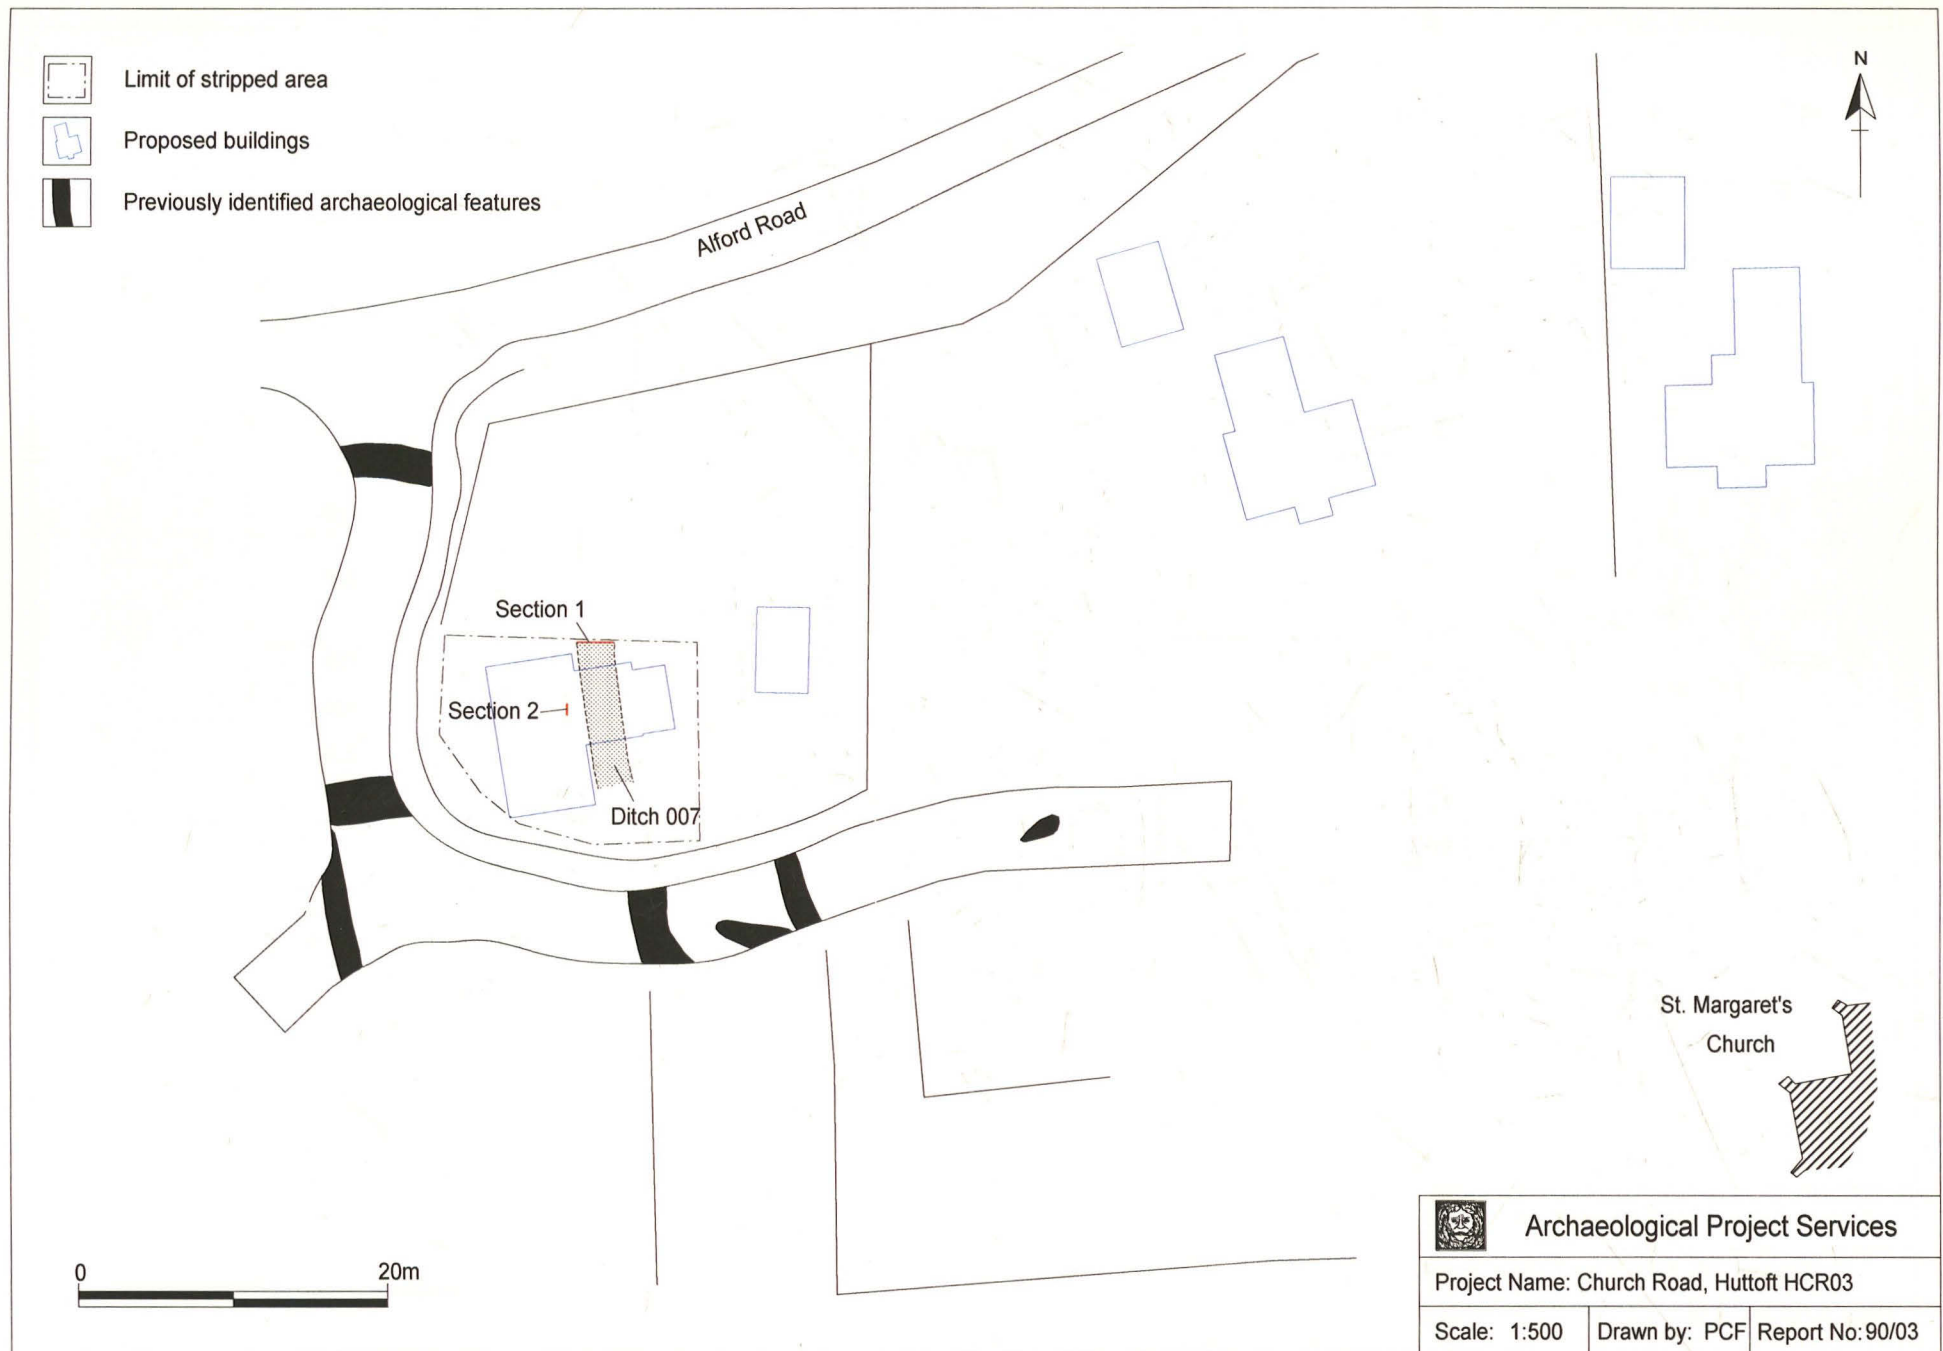 Limit of stripped area
Proposed buildings
Previously identified archaeological features
N
Alford Road
Section 1
Section 2
Ditch 007
St. Margaret's
Church
0 20m
Archaeological Project Services
Project Name: Church Road, Huttoft HCR03
Scale: 1:500 Drawn by: PCF Report No: 90/03